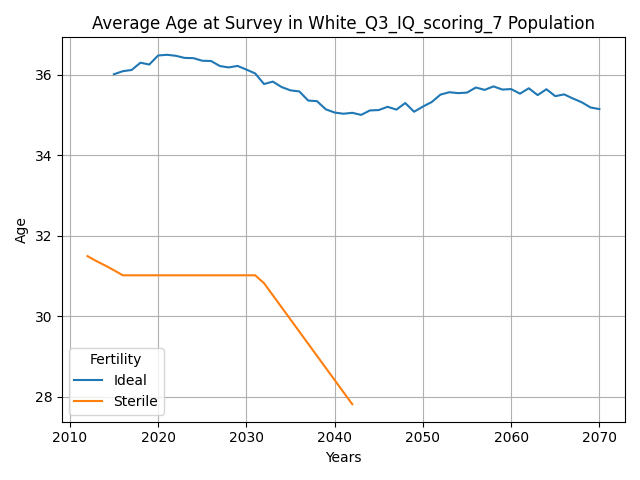 Average Age at Survey in White_Q3_IQ_scoring_7 Population
Age
36
34
32
30
28
Fertility
Ideal
Sterile
2010 2020 2030 2040 2050 2060 2070
Years